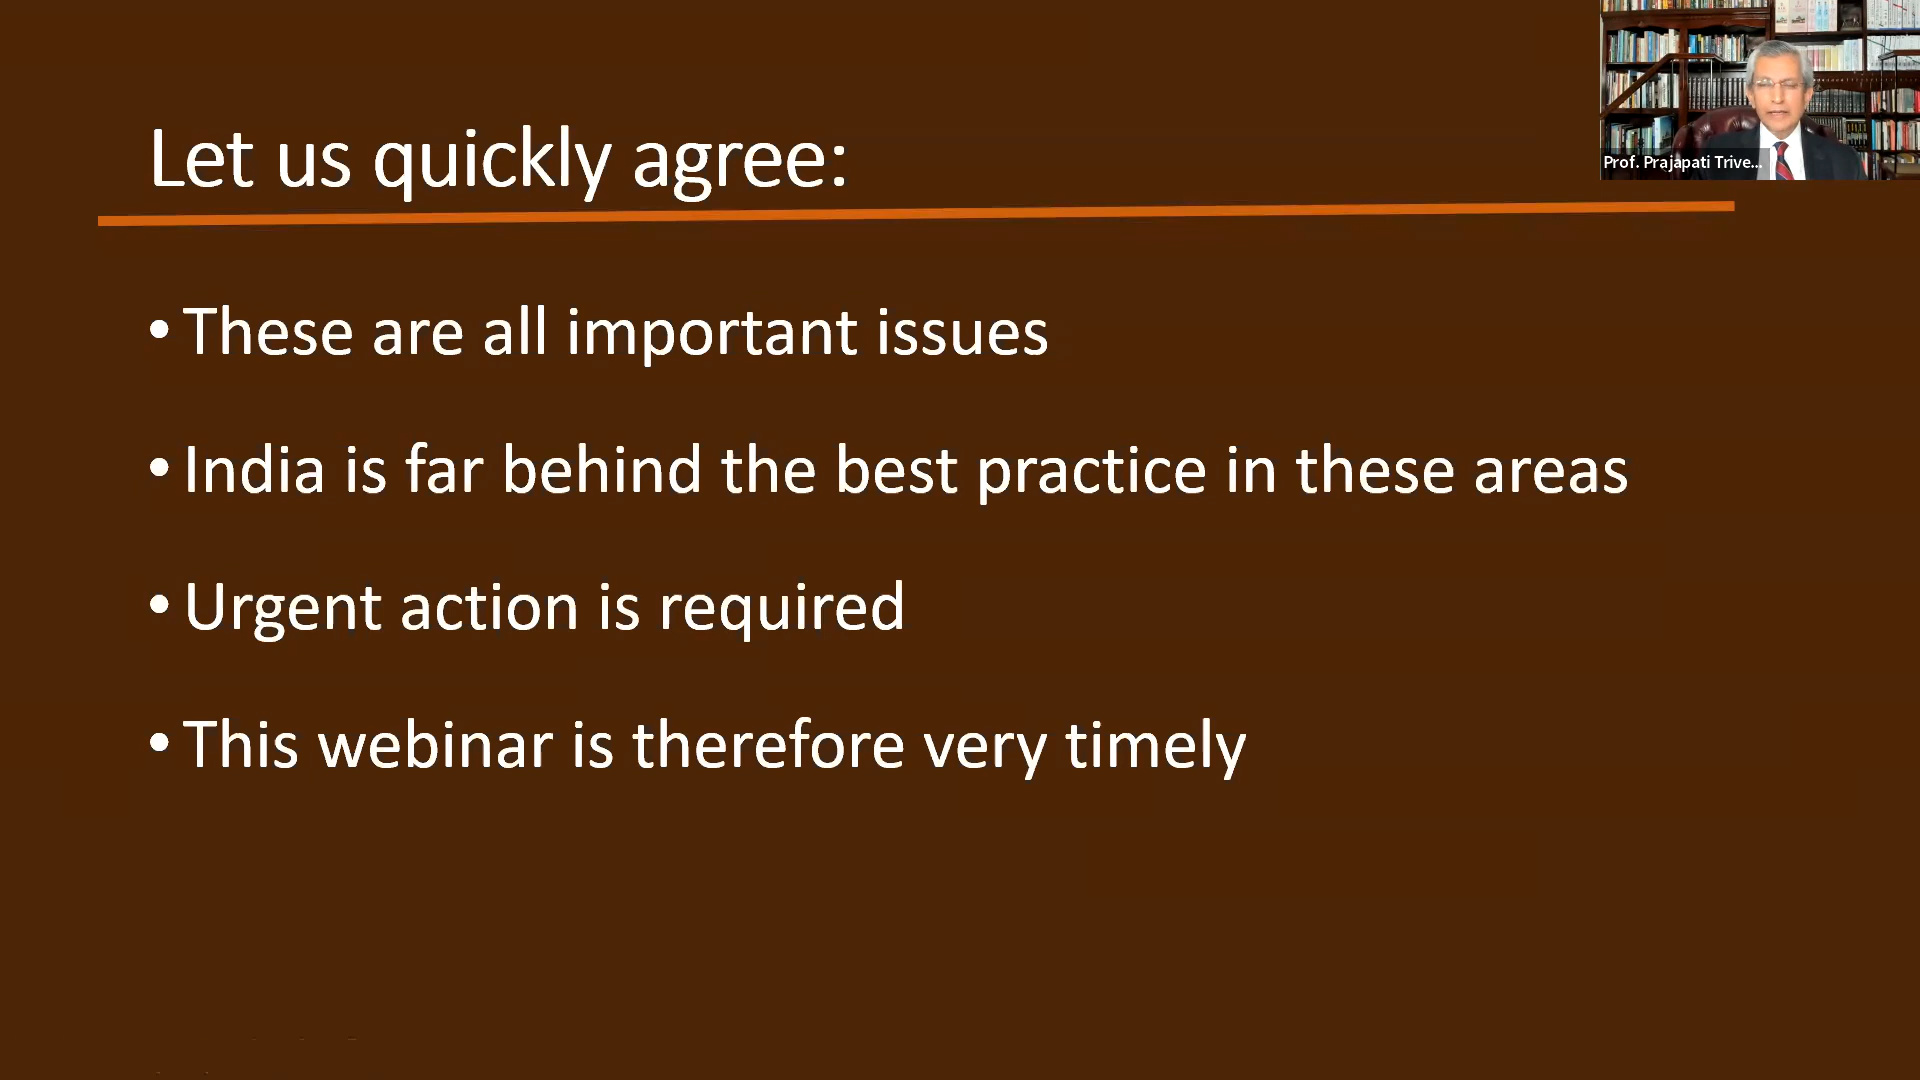 Let us quickly agree:
Prof. Prajapati Trive...
• These are all important issues
• India is far behind the best practice in these areas
• Urgent action is required
• This webinar is therefore very timely